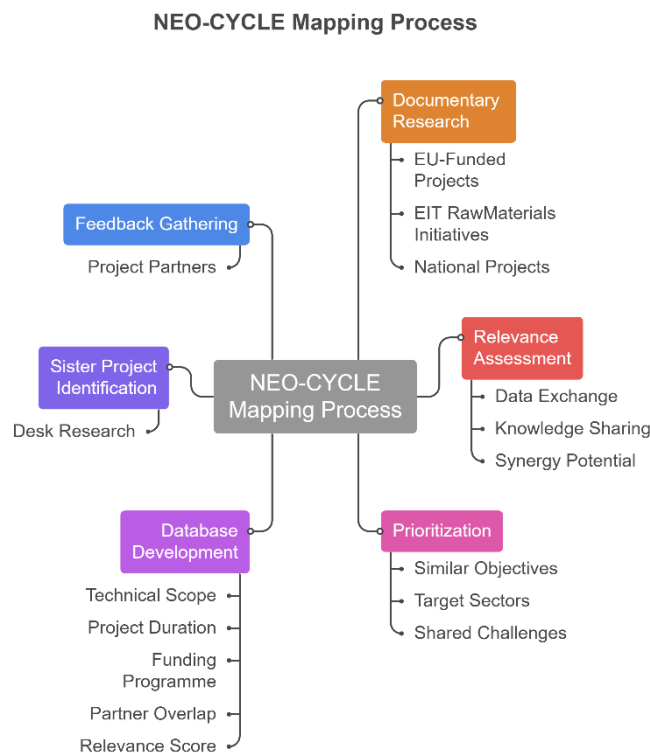 NEO-CYCLE Mapping Process
Documentary
Research
EU-Funded
Projects
EIT RawMaterials
Initiatives
National Projects
Feedback Gathering
Project Partners
Relevance
Assessment
Data Exchange
Knowledge Sharing
Synergy Potential
Sister Project
Identification
Desk Research
NEO-CYCLE
Mapping Process
Database
Development
Technical Scope
Project Duration
Funding
Programme
Partner Overlap
Relevance Score
Prioritization
Similar Objectives
Target Sectors
Shared Challenges